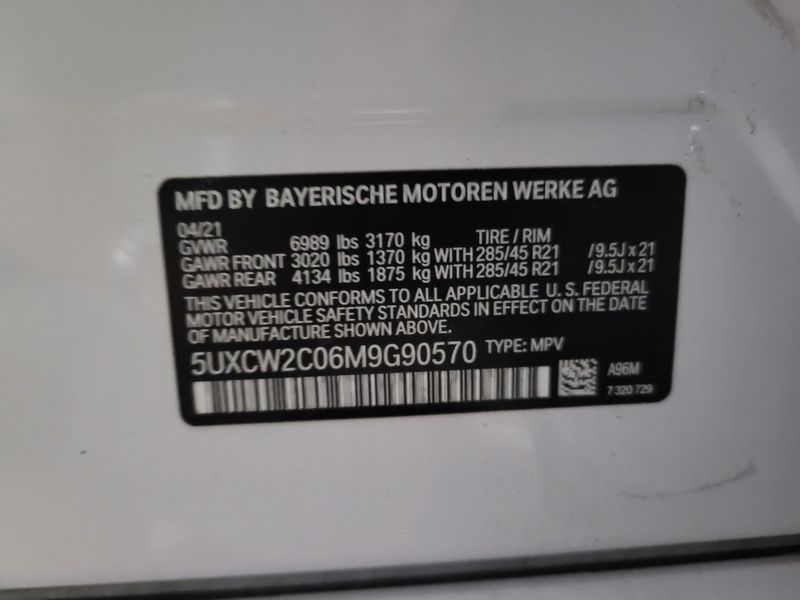 MFD BY BAYERISCHE MOTOREN WERKE AG
04/21
GVWR 6989 lbs 3170 kg TIRE / RIM
GAWR FRONT 3020 lbs 1370 kg WITH 285/45 R21 / 9.5J x 21
GAWR REAR 4134 lbs 1875 kg WITH 285/45 R21 / 9.5J x 21
THIS VEHICLE CONFORMS TO ALL APPLICABLE U. S. FEDERAL
MOTOR VEHICLE SAFETY STANDARDS IN EFFECT ON THE DATE
OF MANUFACTURE SHOWN ABOVE.
5UXCW2C06M9G90570 TYPE: MPV
A96M
7 320 729